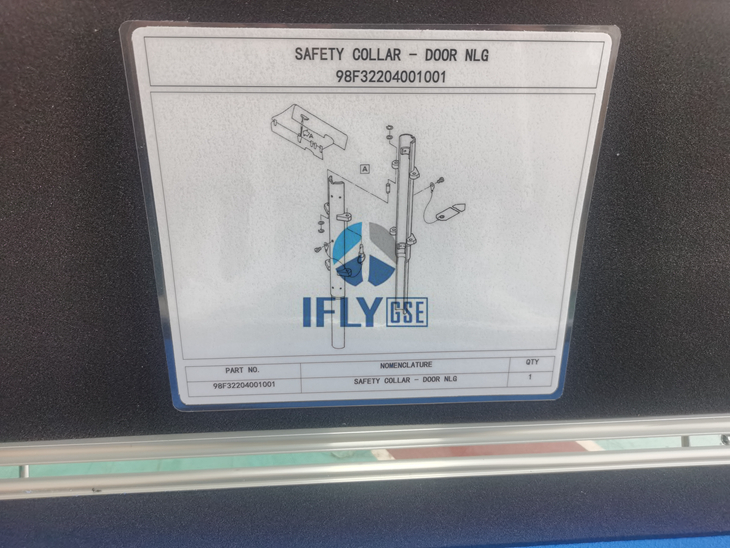 SAFETY COLLAR - DOOR NLG
98F32204001001
A
IFLY GSE
PART NO. NOMENCLATURE QTY
98F32204001001 SAFETY COLLAR - DOOR NLG 1